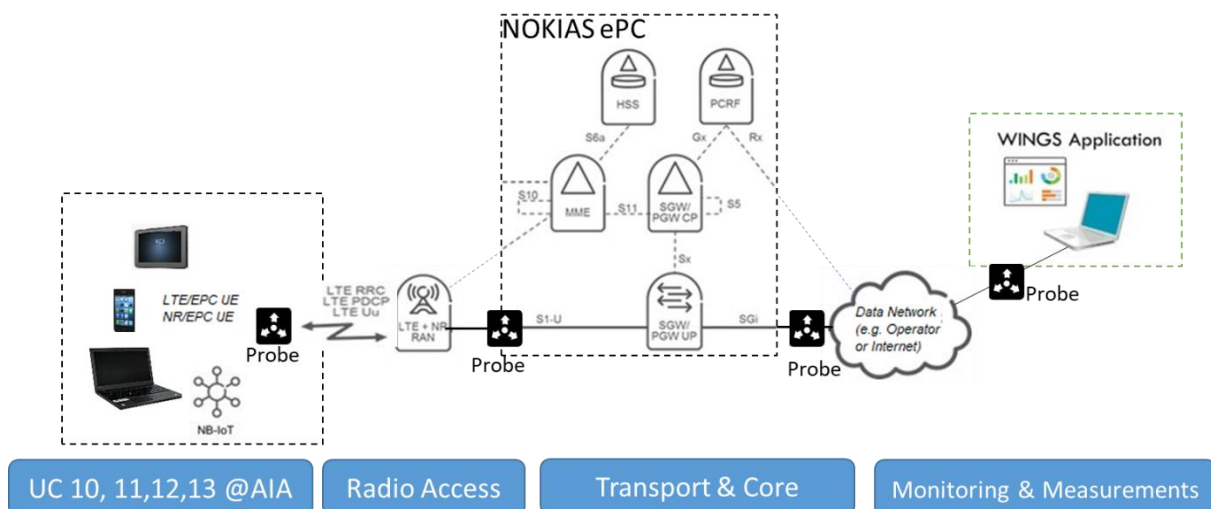 NOKIAS ePC
HSS
PCRF
S6a
Gx
Rx
WINGS Application
S10
MME
S11
SGW/
PGW CP
S5
Sx
LTE/EPC UE
NR/EPC UE
Probe
NB-IoT
LTE RRC
LTE PDCP
LTE Uu
LTE + NR
RAN
Probe
S1-U
SGW/
PGW UP
SGi
Probe
Data Network
(e.g. Operator
or Internet)
Probe
UC 10, 11,12,13 @AIA
Radio Access
Transport & Core
Monitoring & Measurements